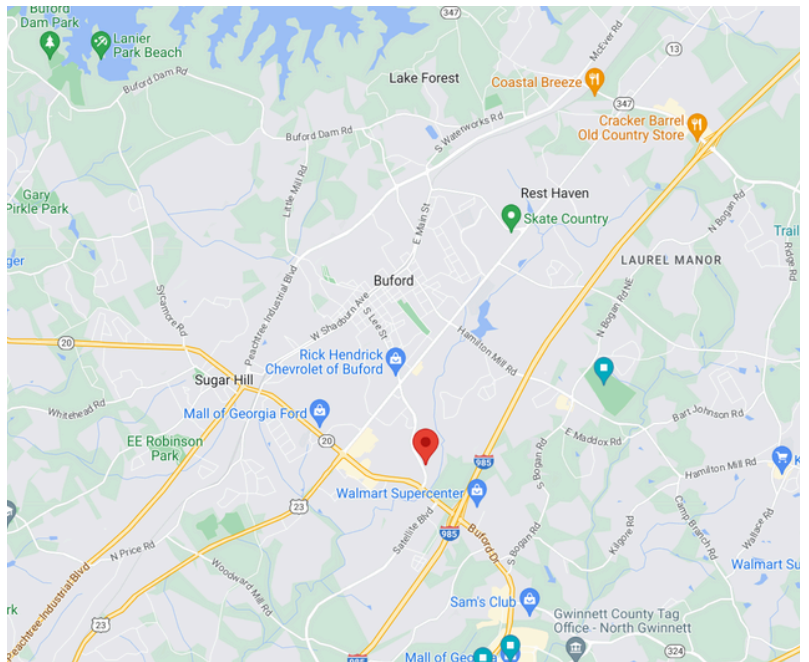 Buford
Dam Park
Lanier
Park Beach
347
McEver Rd
13
Buford Dam Rd
Lake Forest
Coastal Breeze
347
Cracker Barrel
Old Country Store
Buford Dam Rd
S Waterworks Rd
Gary
Pirkle Park
Little Mill Rd
Rest Haven
E Main St
Skate Country
N Bogan Rd
Trail
Ridge Rd
LAUREL MANOR
ger
Peachtree Industrial Blvd
Buford
Sycamore Rd
W Shadburn Ave
S Lee St
N Bogan Rd NE
20
Hamilton Mill Rd
Rick Hendrick
Chevrolet of Buford
Sugar Hill
Whitehead Rd
Mall of Georgia Ford
Bart Johnson Rd
EE Robinson
Park
20
E Maddox Rd
985
S Bogan Rd
Hamilton Mill Rd
K
Walmart Supercenter
23
Satellite Blvd
985
Buford Dr
S Bogan Rd
Kilgore Rd
Camp Branch Rd
Wallace Rd
N Price Rd
Woodward Mill Rd
Walmart Su
Peachtree Industrial Blvd
Sam's Club
rk
23
Gwinnett County Tag
Office - North Gwinnett
324
985
Mall of Georgia